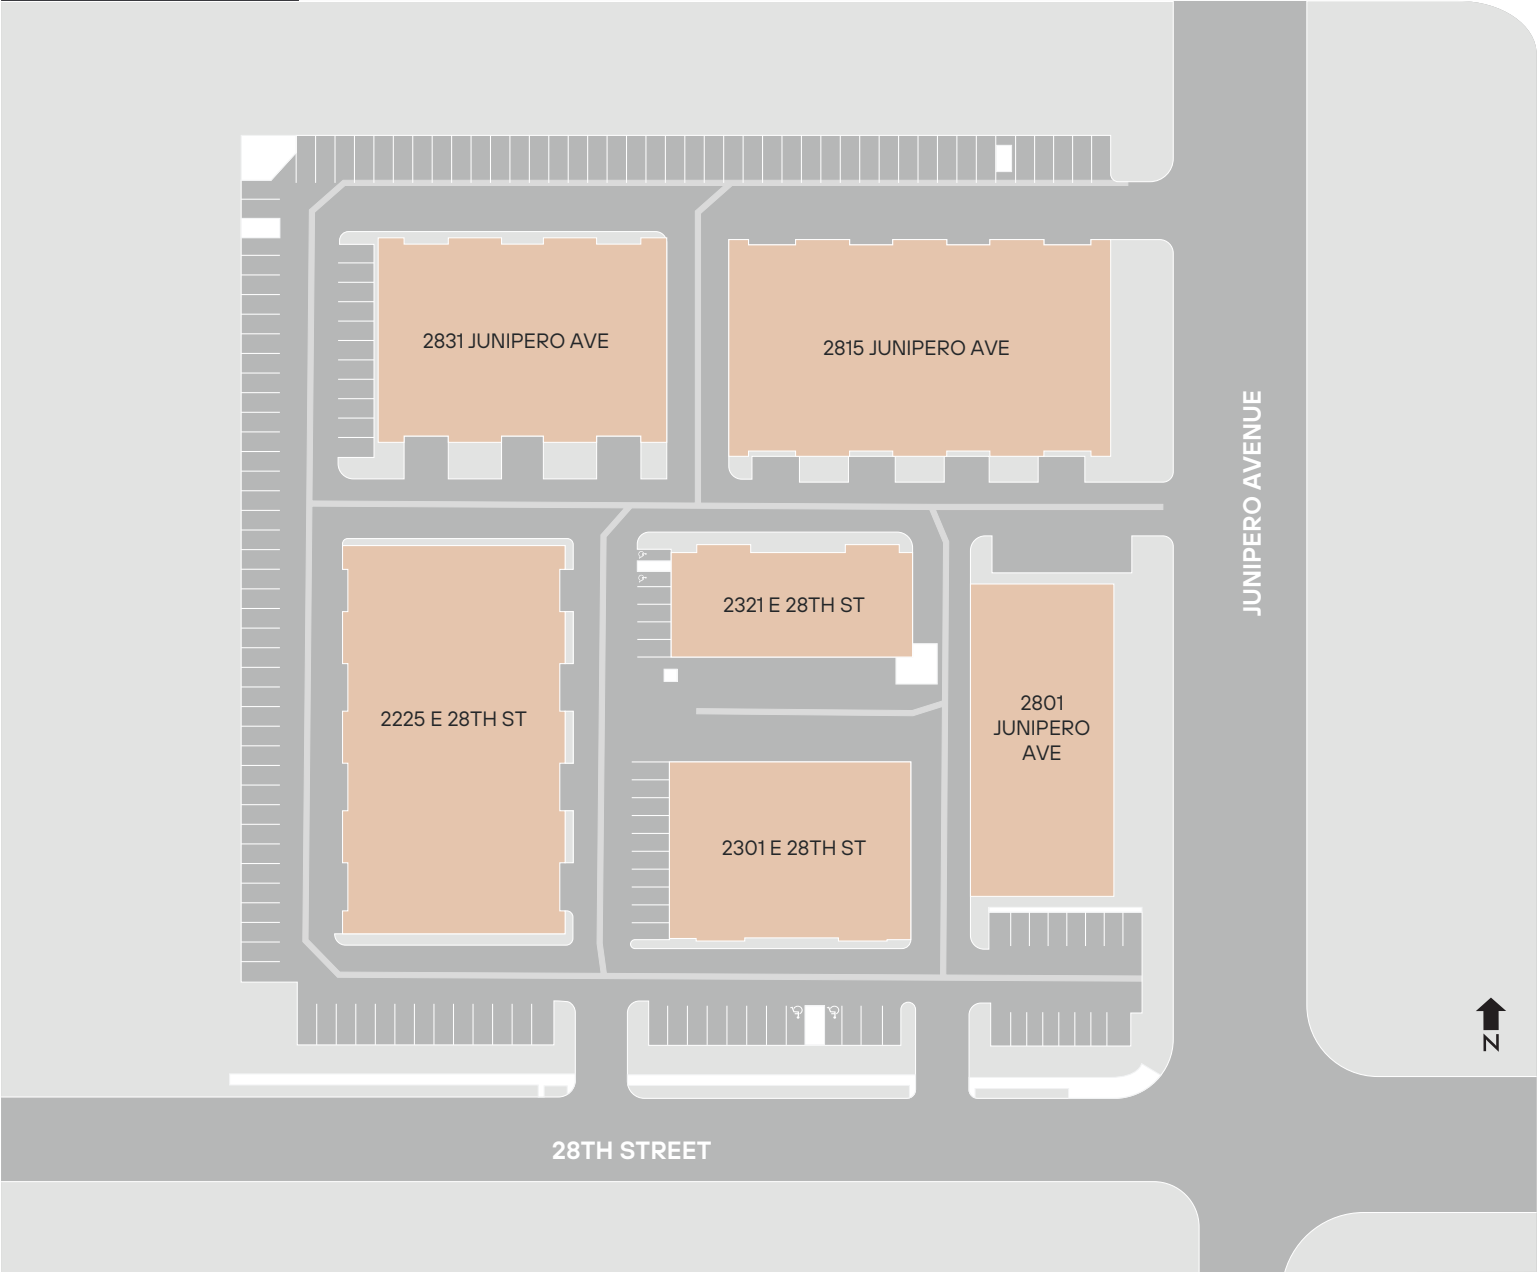 2831 JUNIPERO AVE
2815 JUNIPERO AVE
JUNIPERO AVENUE
2321 E 28TH ST
2225 E 28TH ST
2801
JUNIPERO
AVE
2301 E 28TH ST
N
28TH STREET